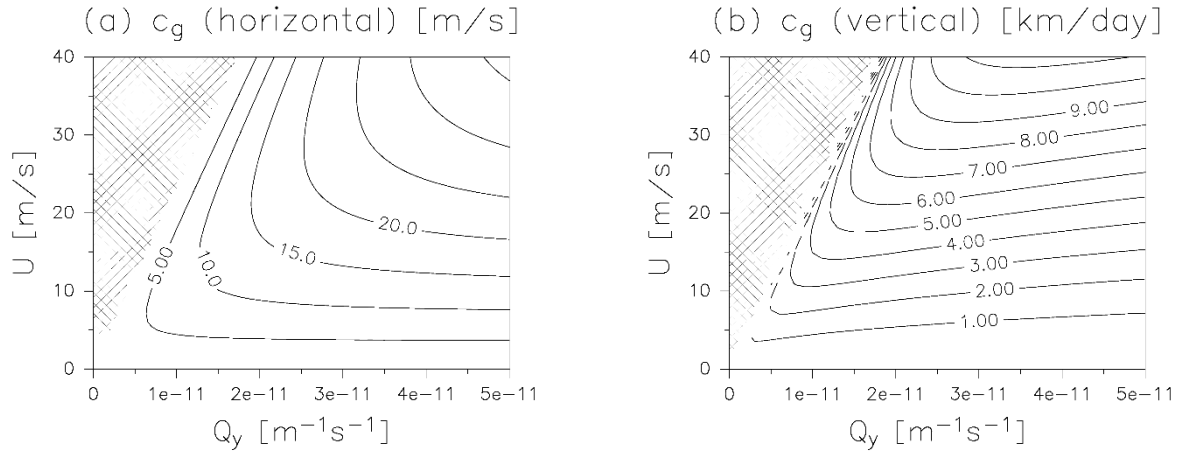 (a) c_g (horizontal) [m/s]
40
30
20
10
0
U [m/s]
5.00
10.0
15.0
20.0
0
1e-11
2e-11
3e-11
4e-11
5e-11
Q_y [m⁻¹s⁻¹]
(b) c_g (vertical) [km/day]
40
30
20
10
0
U [m/s]
9.00
8.00
7.00
6.00
5.00
4.00
3.00
2.00
1.00
0
1e-11
2e-11
3e-11
4e-11
5e-11
Q_y [m⁻¹s⁻¹]